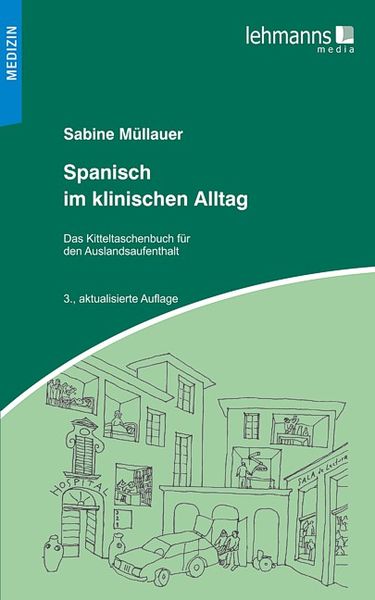 MEDIZIN
lehmanns
media
Sabine Müllauer
Spanisch
im klinischen Alltag
Das Kitteltaschenbuch für
den Auslandsaufenthalt
3., aktualisierte Auflage
HOSPITAL
SALA de Lectura